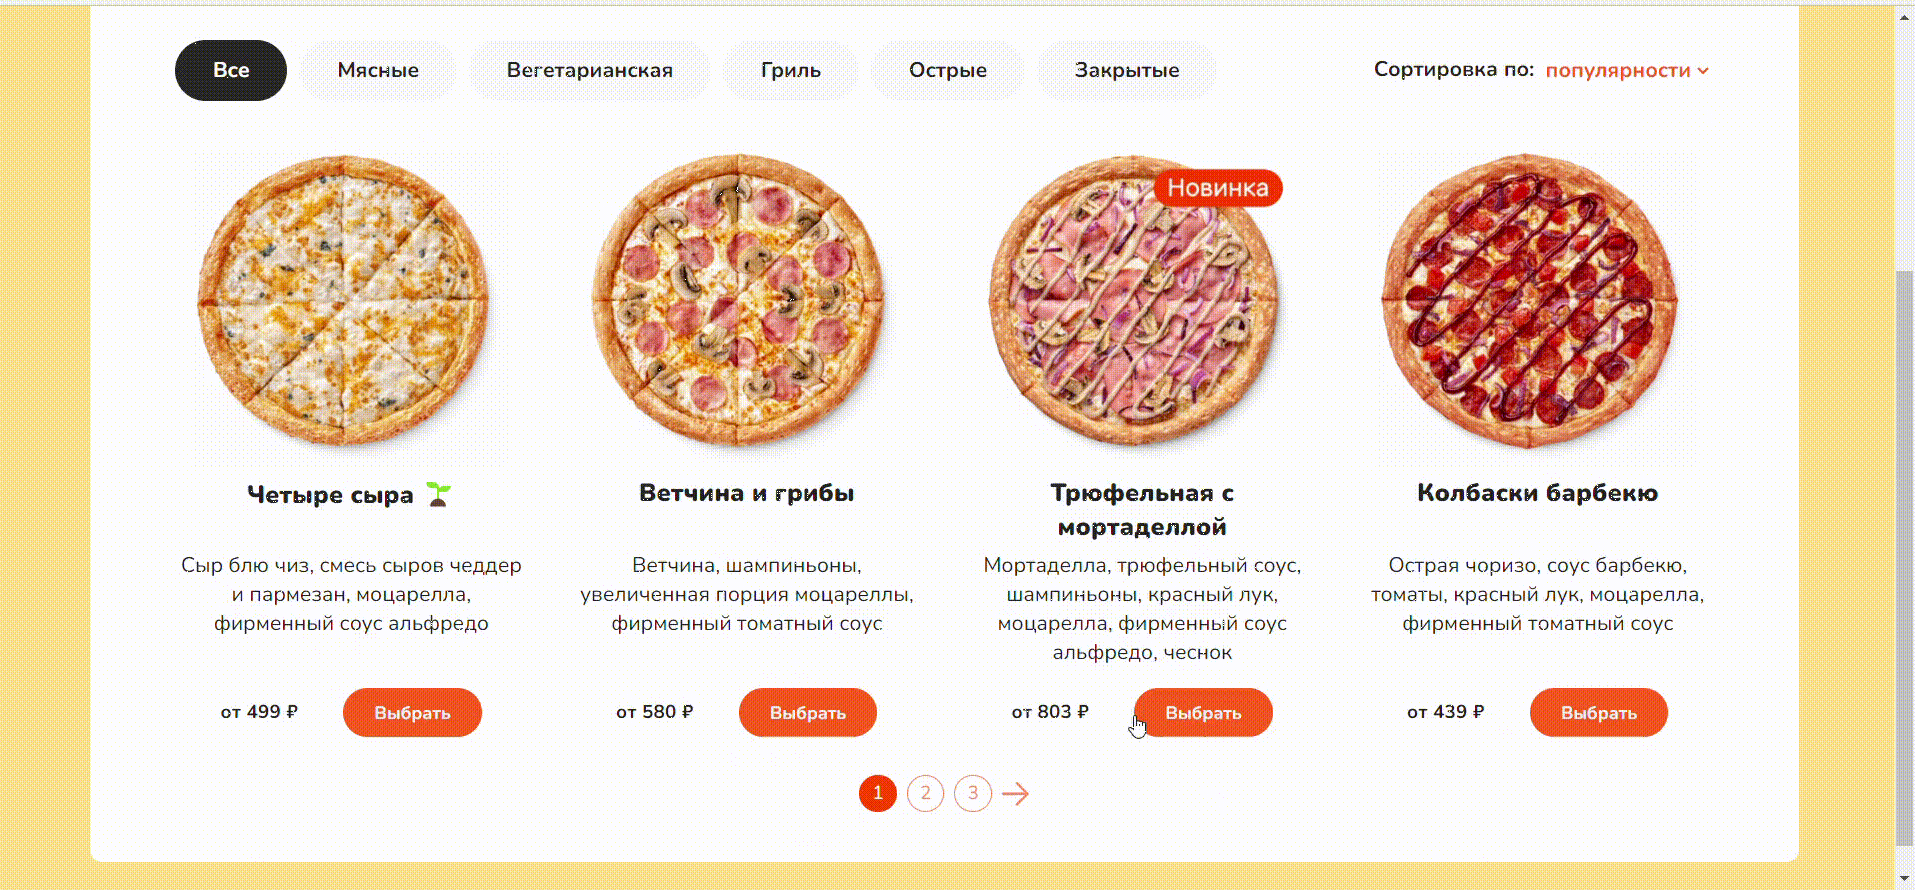 Все
Мясные
Вегетарианская
Гриль
Острые
Закрытые
Сортировка по: популярности
Новинка
Четыре сыра
Сыр блю чиз, смесь сыров чеддер
и пармезан, моцарелла,
фирменный соус альфредо
от 499 ₽
Выбрать
Ветчина и грибы
Ветчина, шампиньоны,
увеличенная порция моцареллы,
фирменный томатный соус
от 580 ₽
Выбрать
Трюфельная с
мортаделлой
Мортаделла, трюфельный соус,
шампиньоны, красный лук,
моцарелла, фирменный соус
альфредо, чеснок
от 803 ₽
Выбрать
Колбаски барбекю
Острая чоризо, соус барбекю,
томаты, красный лук, моцарелла,
фирменный томатный соус
от 439 ₽
Выбрать
1 2 3